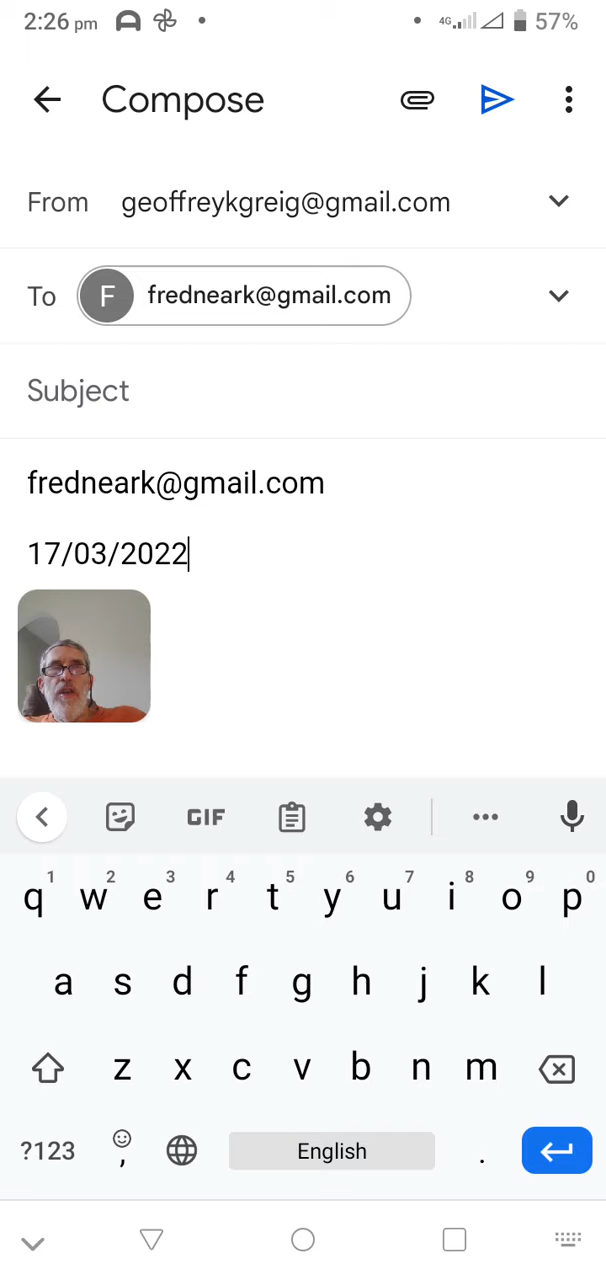 2:26 pm 4G 57%
Compose
From geoffreykgreig@gmail.com
To F fredneark@gmail.com
Subject
fredneark@gmail.com
17/03/2022
GIF
1 2 3 4 5 6 7 8 9 0
q w e r t y u i o p
a s d f g h j k l
z x c v b n m
?123 , English .